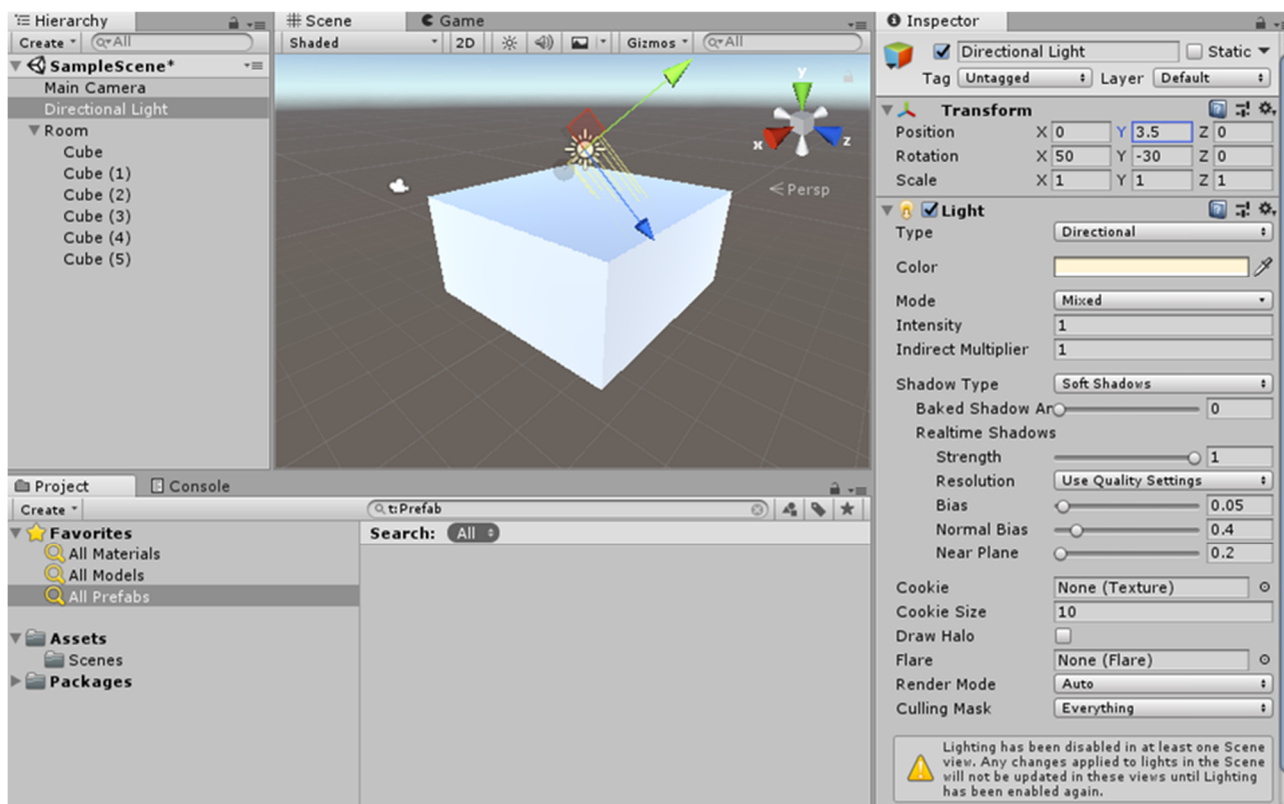 Hierarchy
Create
All
SampleScene*
Main Camera
Directional Light
Room
Cube
Cube (1)
Cube (2)
Cube (3)
Cube (4)
Cube (5)
Scene
Game
Shaded
2D
Gizmos
All
y
x
z
Persp
Project
Console
Create
t:Prefab
Favorites
All Materials
All Models
All Prefabs
Assets
Scenes
Packages
Search: All
Inspector
Directional Light
Static
Tag Untagged Layer Default
Transform
Position X 0 Y 3.5 Z 0
Rotation X 50 Y -30 Z 0
Scale X 1 Y 1 Z 1
Light
Type Directional
Color
Mode Mixed
Intensity 1
Indirect Multiplier 1
Shadow Type Soft Shadows
Baked Shadow Ar 0
Realtime Shadows
Strength 1
Resolution Use Quality Settings
Bias 0.05
Normal Bias 0.4
Near Plane 0.2
Cookie None (Texture)
Cookie Size 10
Draw Halo
Flare None (Flare)
Render Mode Auto
Culling Mask Everything
Lighting has been disabled in at least one Scene
view. Any changes applied to lights in the Scene
will not be updated in these views until Lighting
has been enabled again.